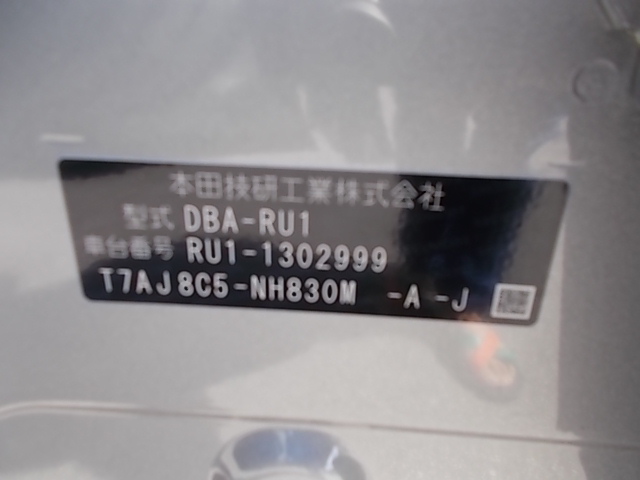 本田技研工業株式会社
型式 DBA-RU1
車台番号 RU1-1302999
T7AJ8C5-NH830M -A -J